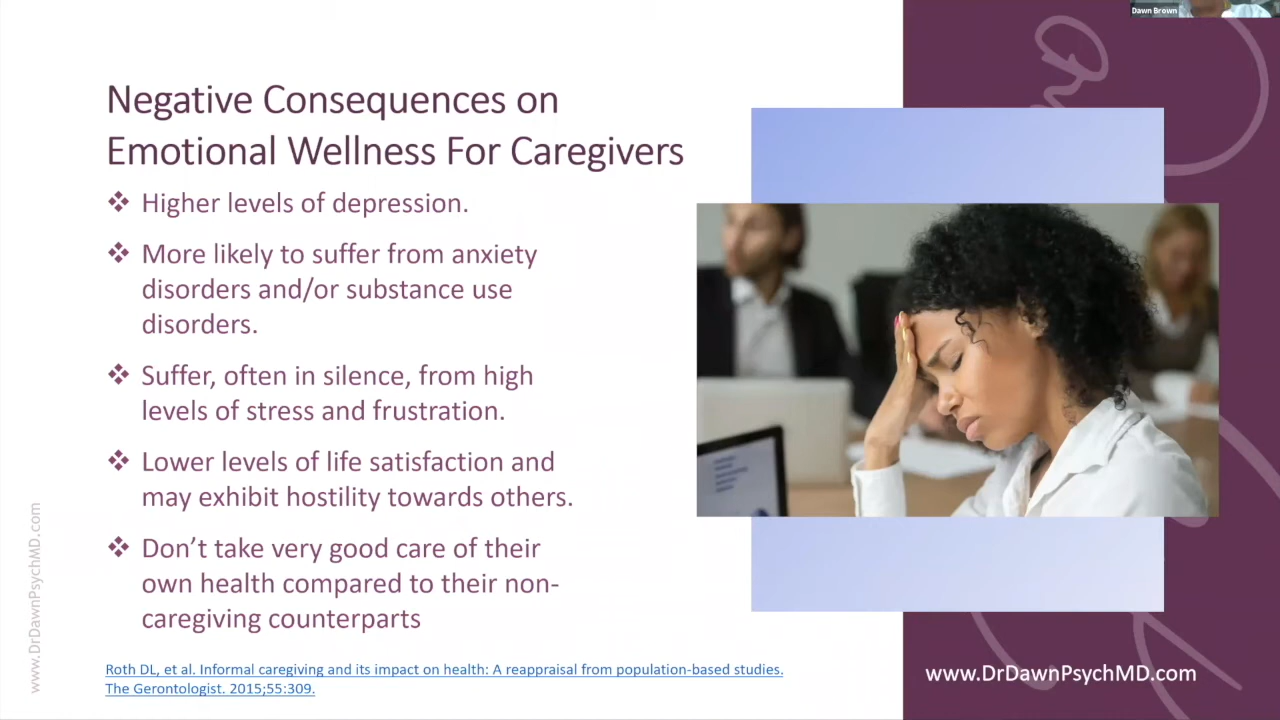 Dawn Brown
Negative Consequences on
Emotional Wellness For Caregivers
❖ Higher levels of depression.
❖ More likely to suffer from anxiety
disorders and/or substance use
disorders.
❖ Suffer, often in silence, from high
levels of stress and frustration.
❖ Lower levels of life satisfaction and
may exhibit hostility towards others.
❖ Don’t take very good care of their
own health compared to their non-
caregiving counterparts
Roth DL, et al. Informal caregiving and its impact on health: A reappraisal from population-based studies.
The Gerontologist. 2015;55:309.
www.DrDawnPsychMD.com
www.DrDawnPsychMD.com